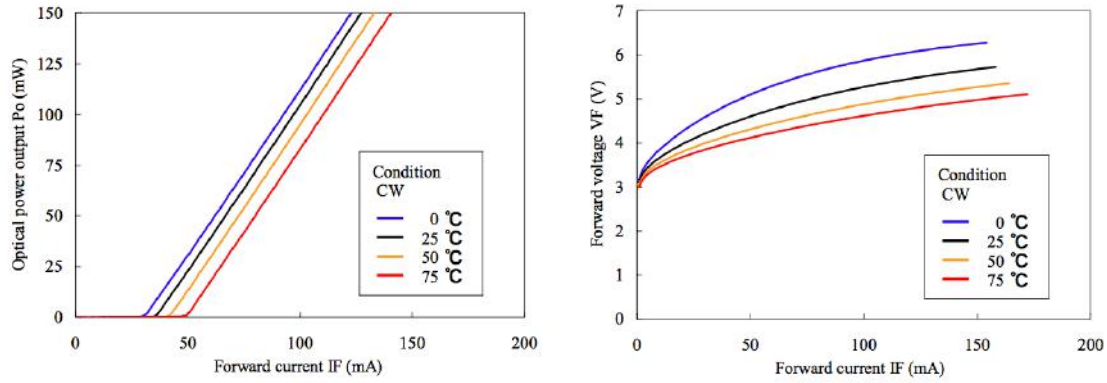 Optical power output Po (mW)
150
125
100
75
50
25
0
0 50 100 150 200
Forward current IF (mA)
Condition
CW
0 ℃
25 ℃
50 ℃
75 ℃
Forward voltage VF (V)
7
6
5
4
3
2
1
0
0 50 100 150 200
Forward current IF (mA)
Condition
CW
0 ℃
25 ℃
50 ℃
75 ℃